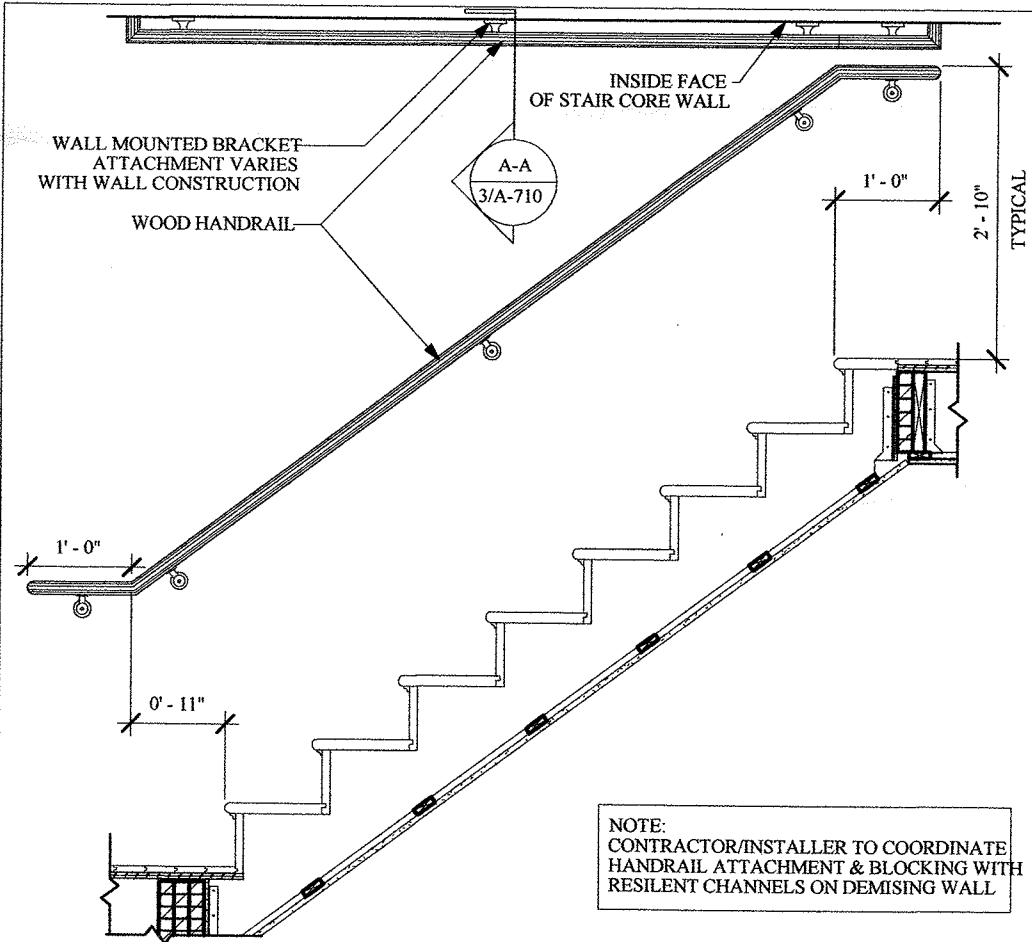 INSIDE FACE
OF STAIR CORE WALL
WALL MOUNTED BRACKET
ATTACHMENT VARIES
WITH WALL CONSTRUCTION
A-A
3/A-710
WOOD HANDRAIL
1' - 0"
2' - 10"
TYPICAL
1' - 0"
0' - 11"
NOTE:
CONTRACTOR/INSTALLER TO COORDINATE
HANDRAIL ATTACHMENT & BLOCKING WITH
RESILENT CHANNELS ON DEMISING WALL